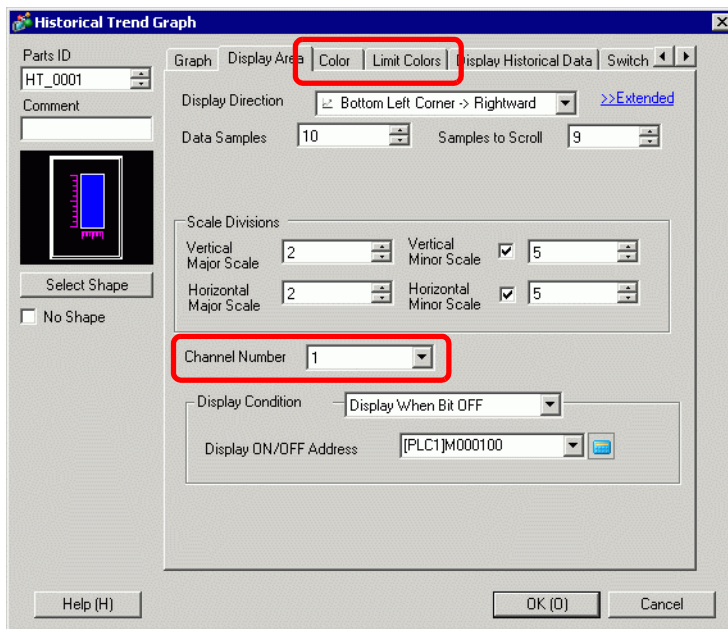 Historical Trend Graph
Parts ID
HT_0001
Comment
Select Shape
No Shape
Graph Display Area Color Limit Colors Display Historical Data Switch
Display Direction Bottom Left Corner -> Rightward >>Extended
Data Samples 10 Samples to Scroll 9
Scale Divisions
Vertical
Major Scale 2 Vertical
Minor Scale 5
Horizontal
Major Scale 2 Horizontal
Minor Scale 5
Channel Number 1
Display Condition Display When Bit OFF
Display ON/OFF Address [PLC1]M000100
Help (H) OK (O) Cancel